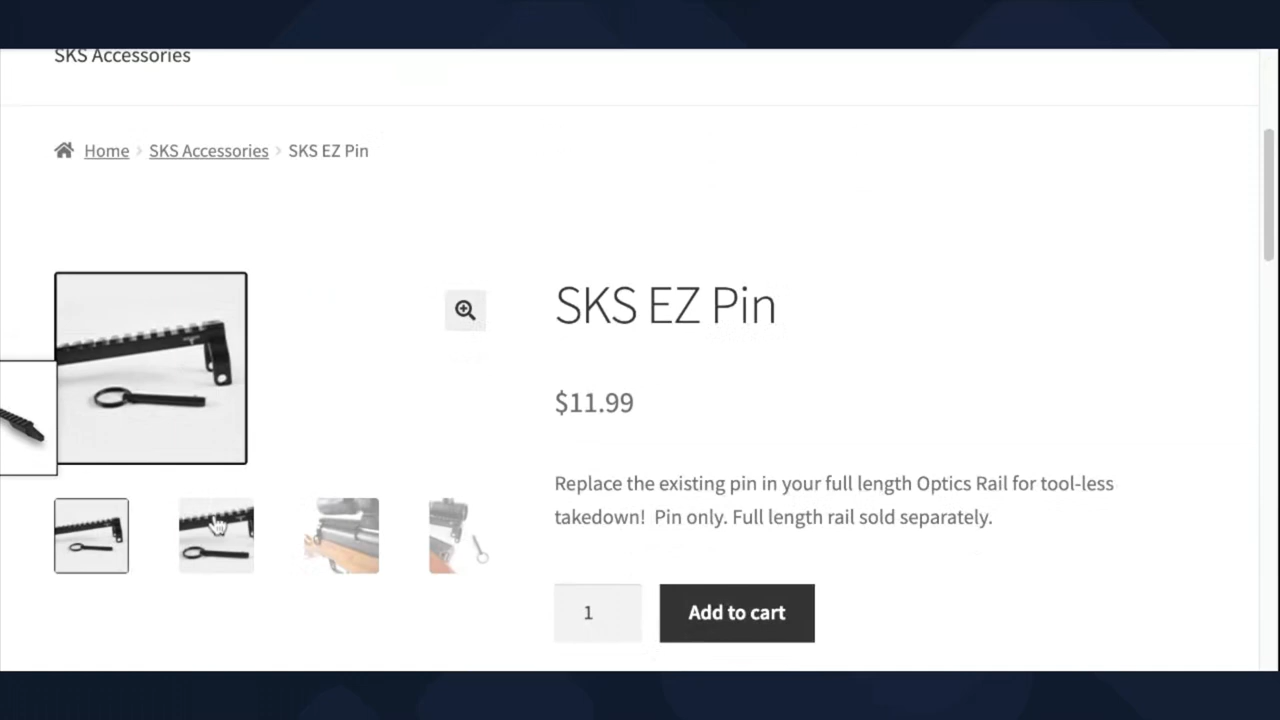 SKS Accessories
Home > SKS Accessories > SKS EZ Pin
SKS EZ Pin
$11.99
Replace the existing pin in your full length Optics Rail for tool-less
takedown! Pin only. Full length rail sold separately.
1
Add to cart